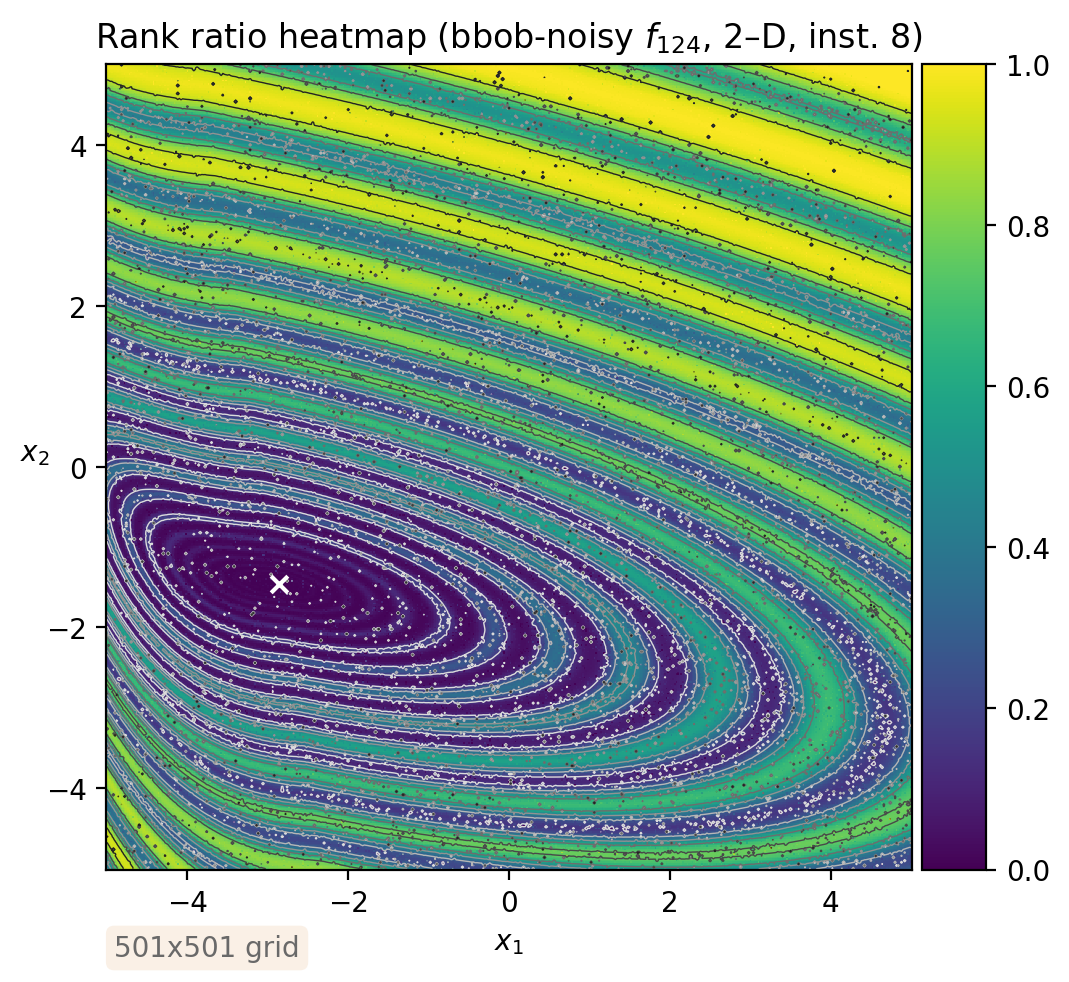 Rank ratio heatmap (bbob-noisy f₁₂₄, 2–D, inst. 8)
1.0
4
0.8
2
0.6
x₂
0
0.4
−2
0.2
−4
0.0
−4 −2 0 2 4
501x501 grid
x₁